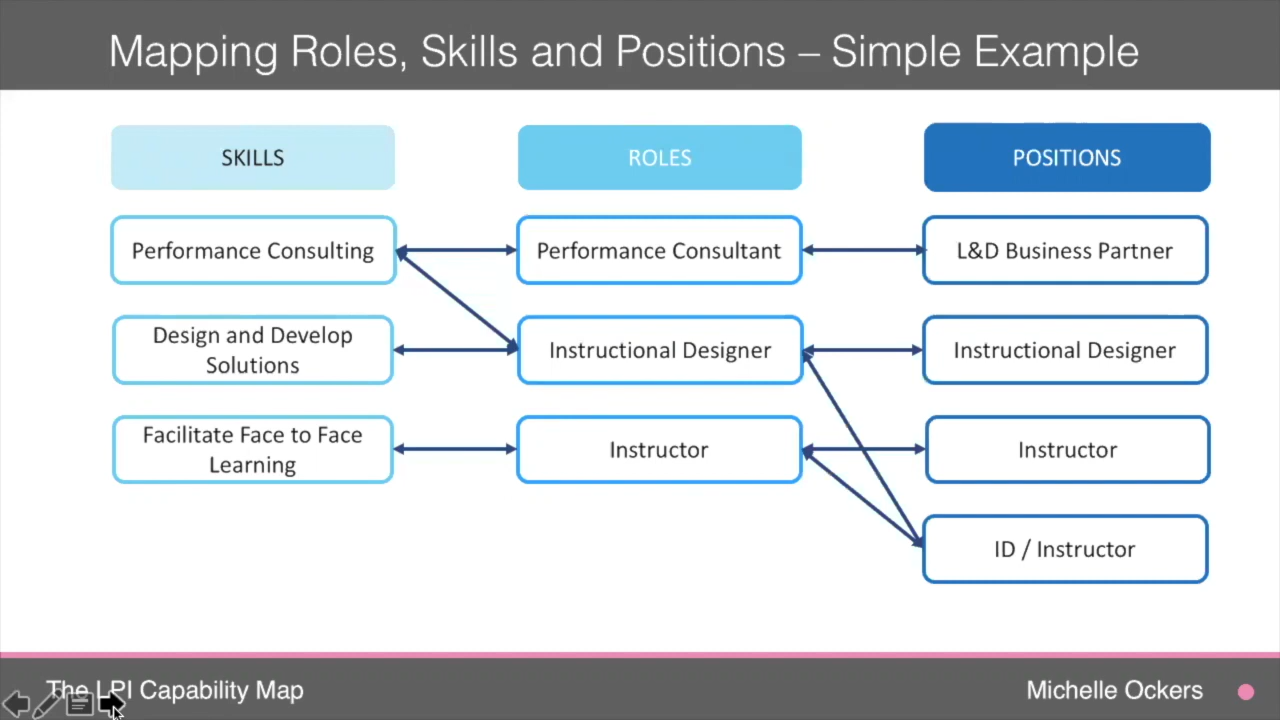 Mapping Roles, Skills and Positions – Simple Example
SKILLS
ROLES
POSITIONS
Performance Consulting
Performance Consultant
L&D Business Partner
Design and Develop
Solutions
Instructional Designer
Instructional Designer
Facilitate Face to Face
Learning
Instructor
Instructor
ID / Instructor
The LPI Capability Map
Michelle Ockers